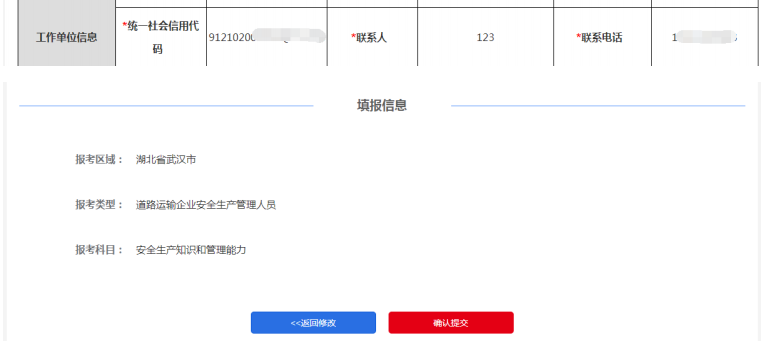 *统一社会信用代
码
工作单位信息
91210200
*联系人
123
*联系电话
1
填报信息
报考区域： 湖北省武汉市
报考类型： 道路运输企业安全生产管理人员
报考科目： 安全生产知识和管理能力
<<返回修改
确认提交